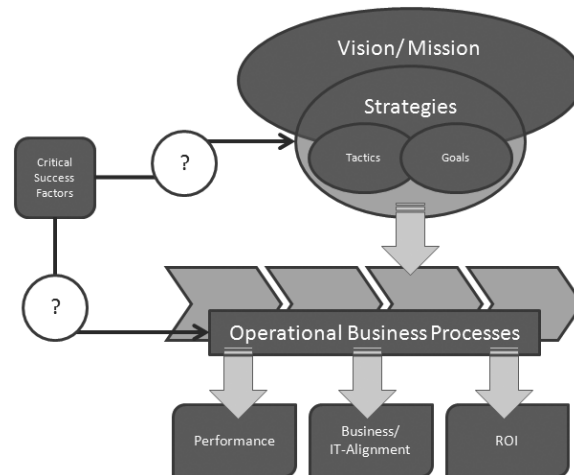 Vision/ Mission
Strategies
Tactics
Goals
Critical
Success
Factors
?
?
Operational Business Processes
Performance
Business/
IT-Alignment
ROI